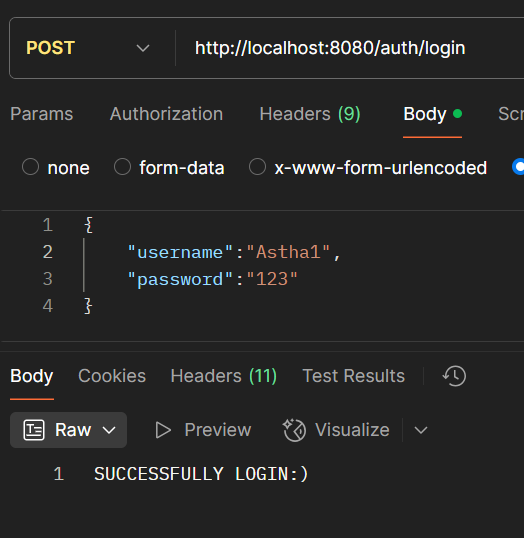 POST http://localhost:8080/auth/login
Params Authorization Headers (9) Body Scr
none form-data x-www-form-urlencoded
1 {
2 "username":"Astha1",
3 "password":"123"
4 }
Body Cookies Headers (11) Test Results
Raw Preview Visualize
1 SUCCESSFULLY LOGIN:)